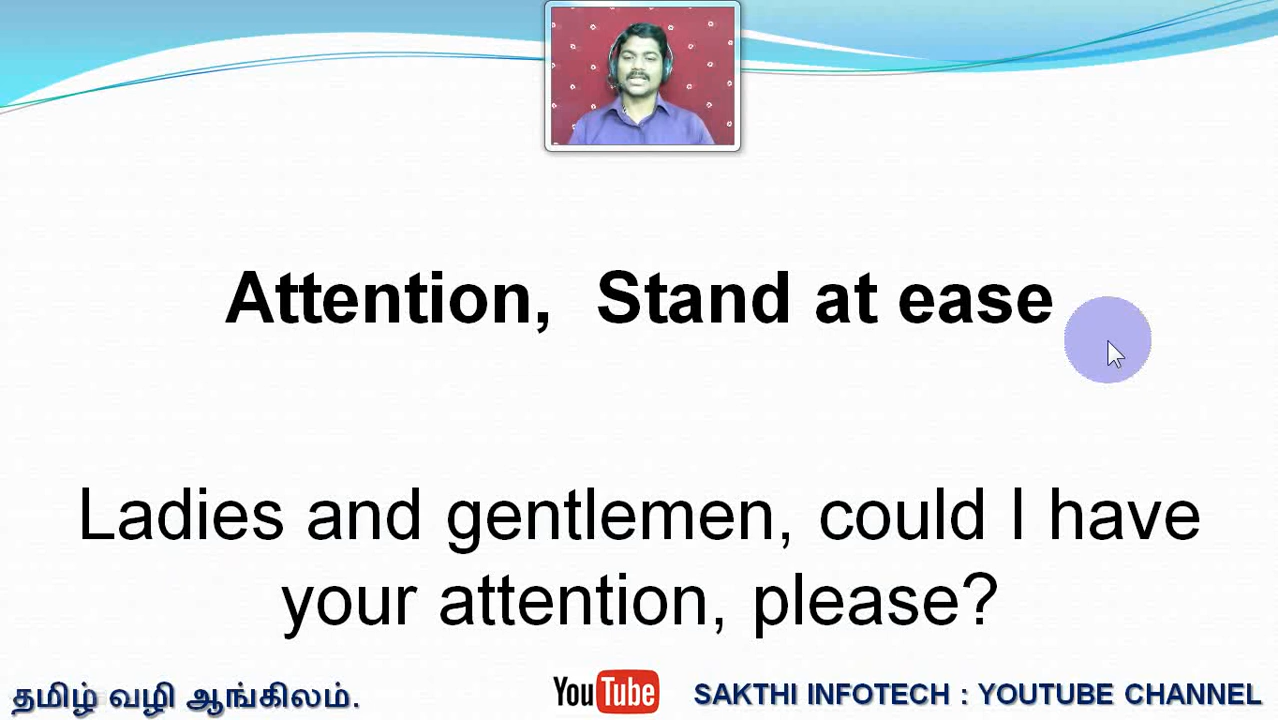 Attention, Stand at ease
Ladies and gentlemen, could I have
your attention, please?
தமிழ் வழி ஆங்கிலம். YouTube SAKTHI INFOTECH : YOUTUBE CHANNEL